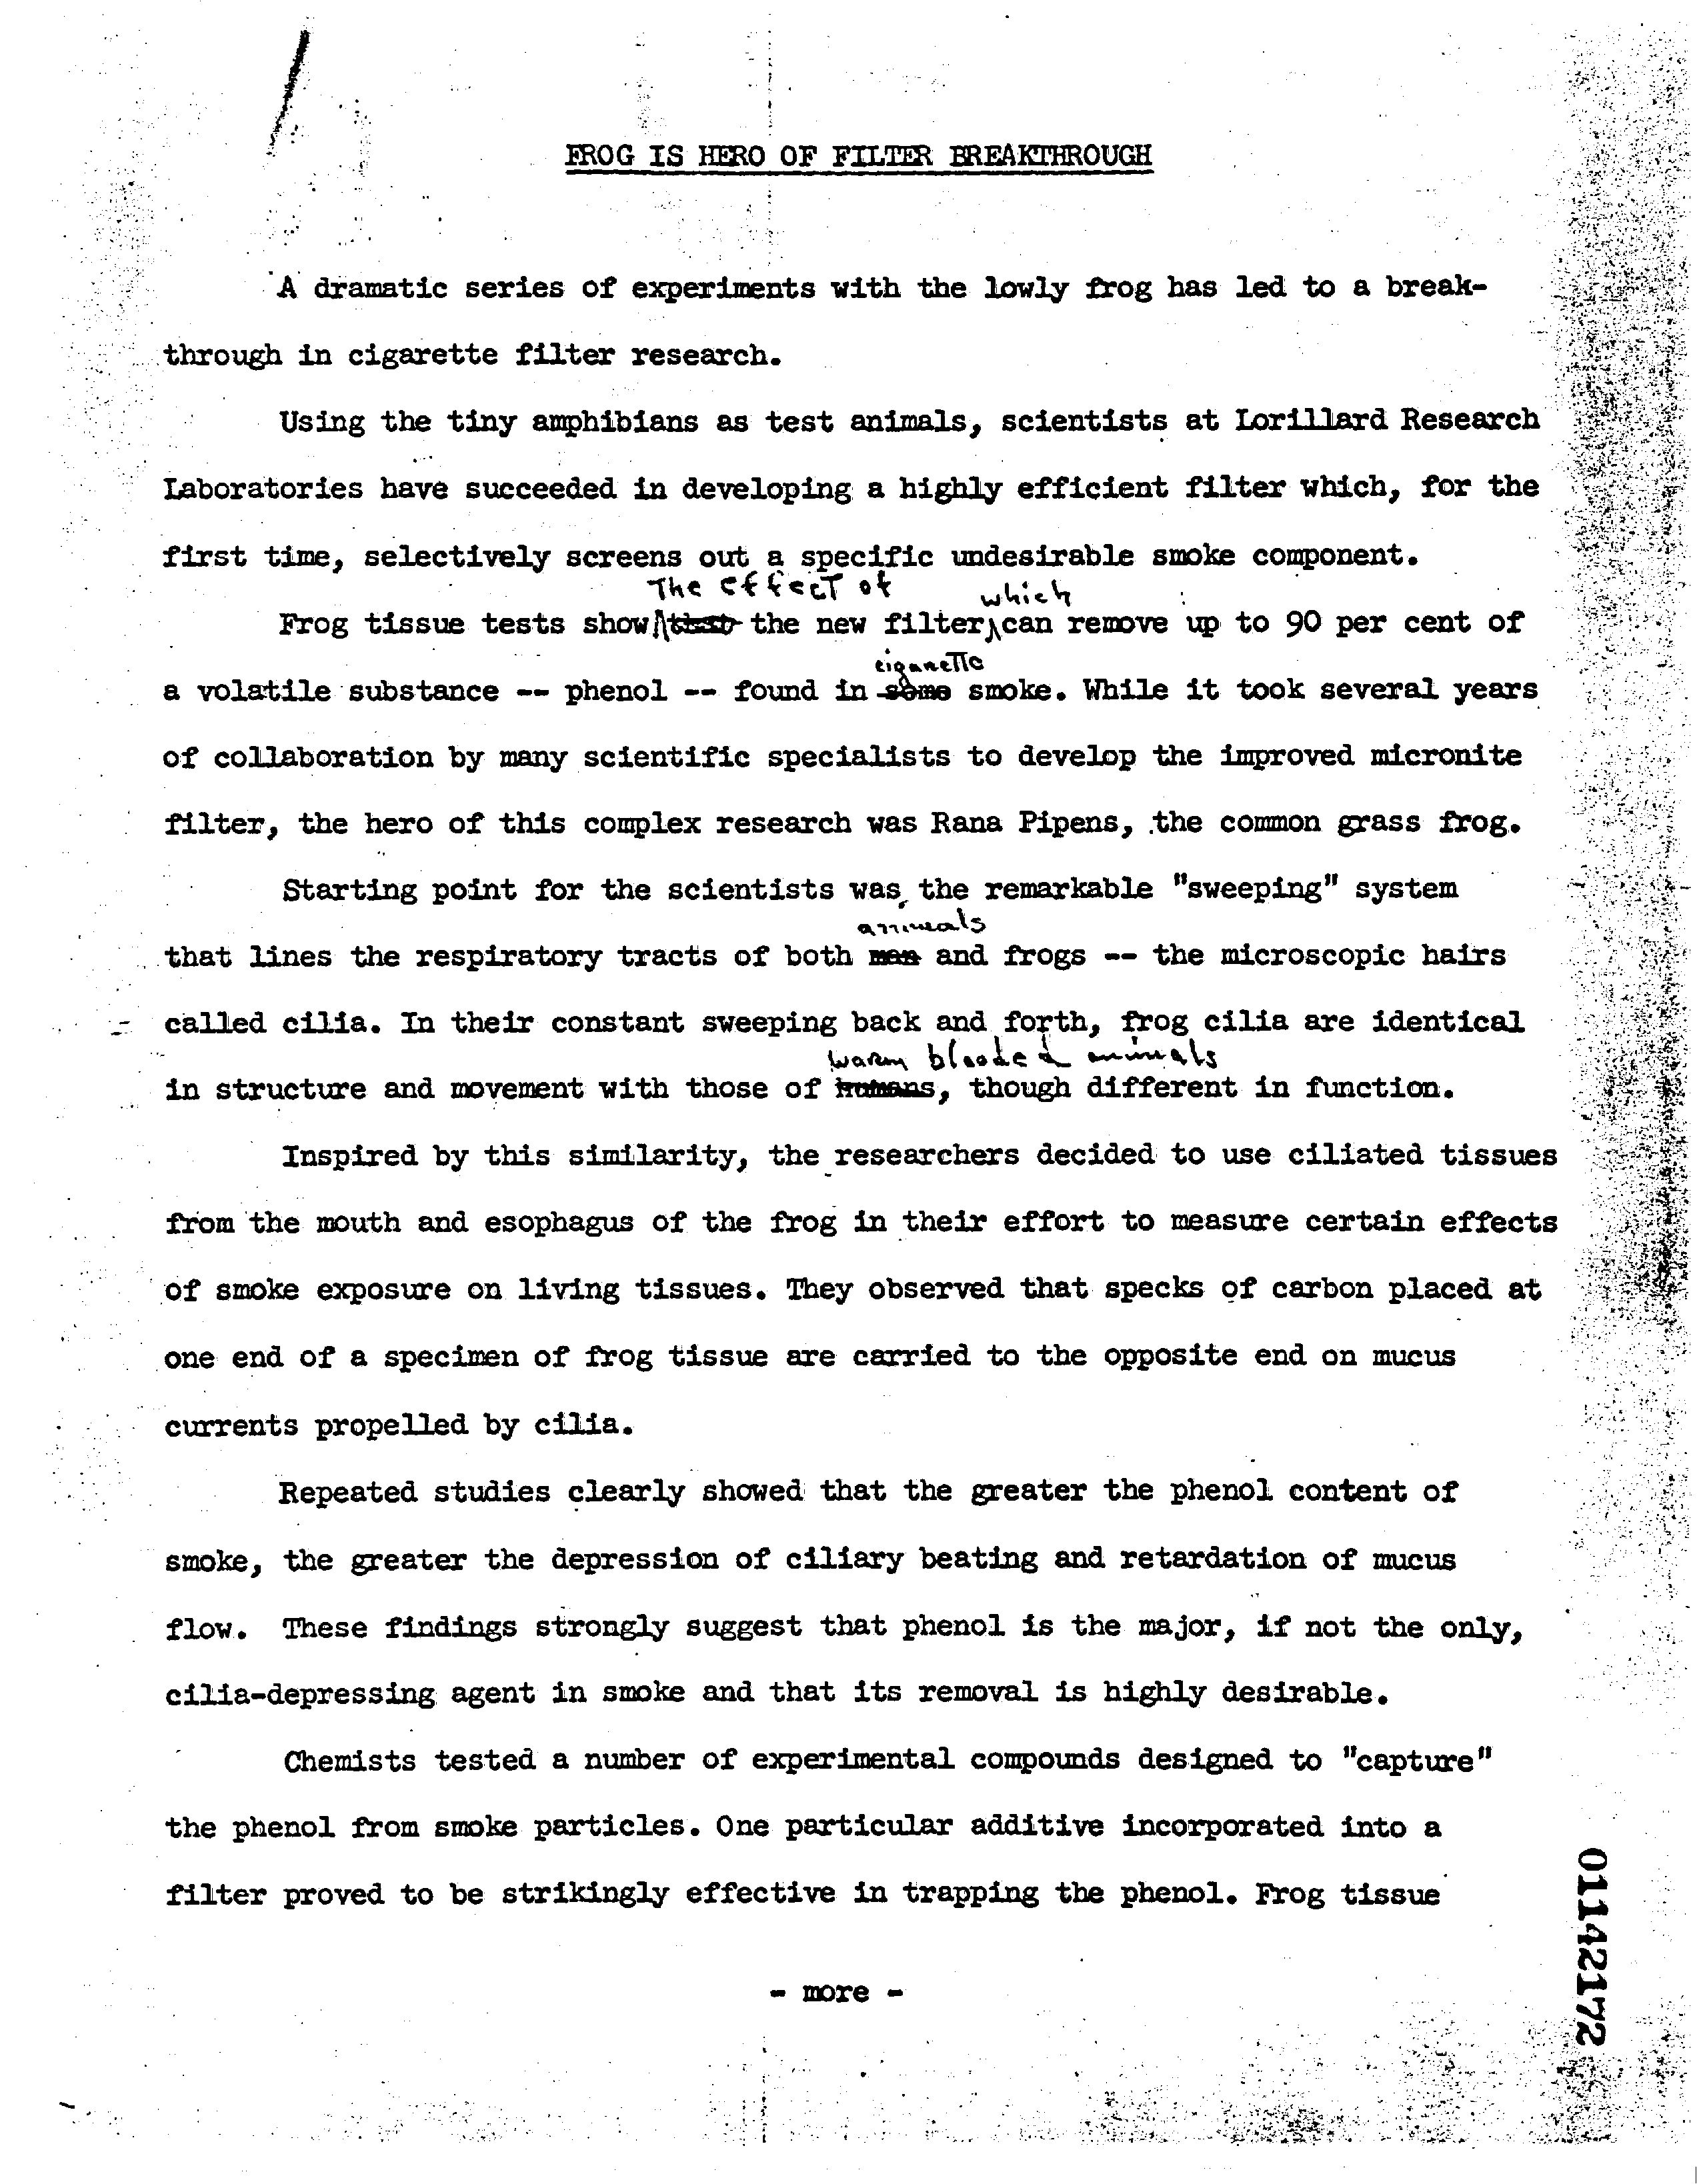 FROG IS HERO OF FILTER BREAKTHROUGH
A dramatic series of experiments with the lowly frog has led to a break-
through in cigarette filter research.
Using the tiny amphibians as test animals, scientists at Lorillard Research
Laboratories have succeeded in developing a highly efficient filter which, for the
first time, selectively screens out a specific undesirable smoke component.
The effect of which
Frog tissue tests show that the new filter can remove up to 90 per cent of
cigarette
a volatile substance -- phenol -- found in some smoke. While it took several years
of collaboration by many scientific specialists to develop the improved micronite
filter, the hero of this complex research was Rana Pipens, the common grass frog.
Starting point for the scientists was the remarkable "sweeping" system
animals
that lines the respiratory tracts of both men and frogs -- the microscopic hairs
called cilia. In their constant sweeping back and forth, frog cilia are identical
warm blooded animals
in structure and movement with those of humans, though different in function.
Inspired by this similarity, the researchers decided to use ciliated tissues
from the mouth and esophagus of the frog in their effort to measure certain effects
of smoke exposure on living tissues. They observed that specks of carbon placed at
one end of a specimen of frog tissue are carried to the opposite end on mucus
currents propelled by cilia.
Repeated studies clearly showed that the greater the phenol content of
smoke, the greater the depression of ciliary beating and retardation of mucus
flow. These findings strongly suggest that phenol is the major, if not the only,
cilia-depressing agent in smoke and that its removal is highly desirable.
Chemists tested a number of experimental compounds designed to "capture"
the phenol from smoke particles. One particular additive incorporated into a
filter proved to be strikingly effective in trapping the phenol. Frog tissue
- more -
01142172